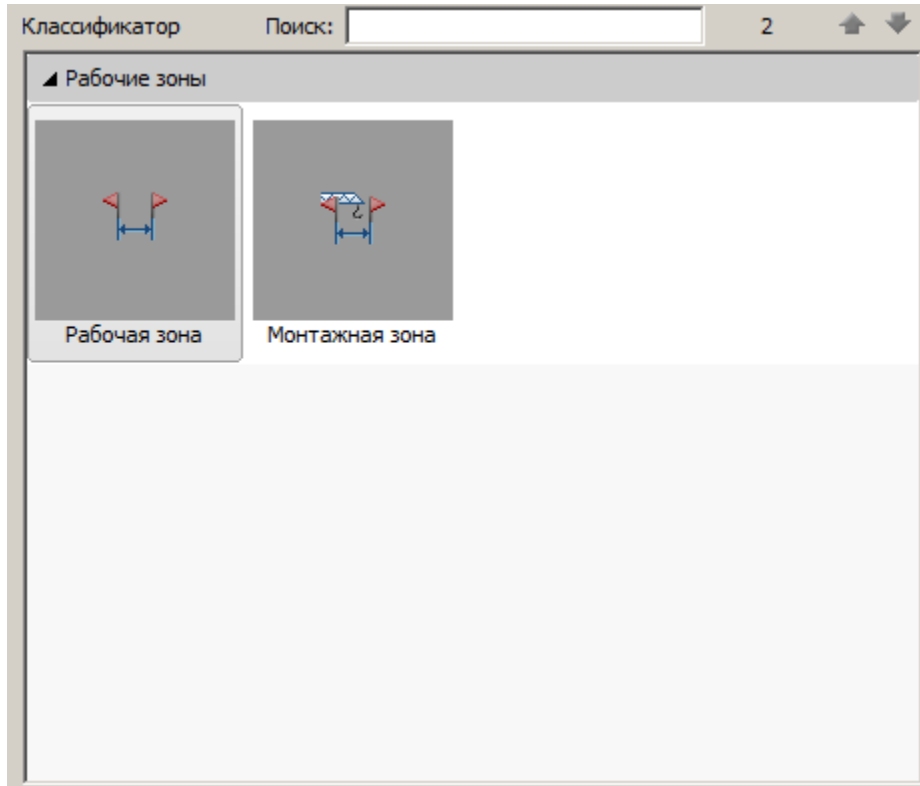 Классификатор Поиск: 2
Рабочие зоны
Рабочая зона Монтажная зона